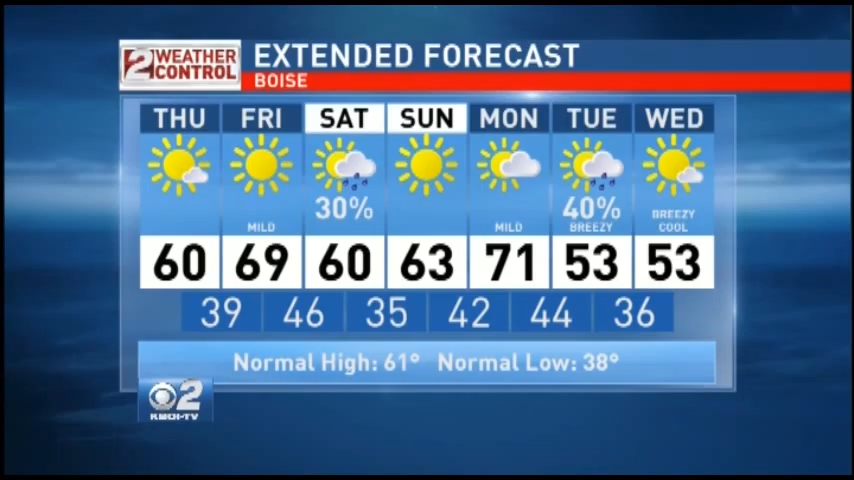 2 WEATHER CONTROL
EXTENDED FORECAST
BOISE
THU FRI SAT SUN MON TUE WED
30% 40%
MILD MILD BREEZY BREEZY COOL
60 69 60 63 71 53 53
39 46 35 42 44 36
Normal High: 61° Normal Low: 38°
2
KBOI-TV